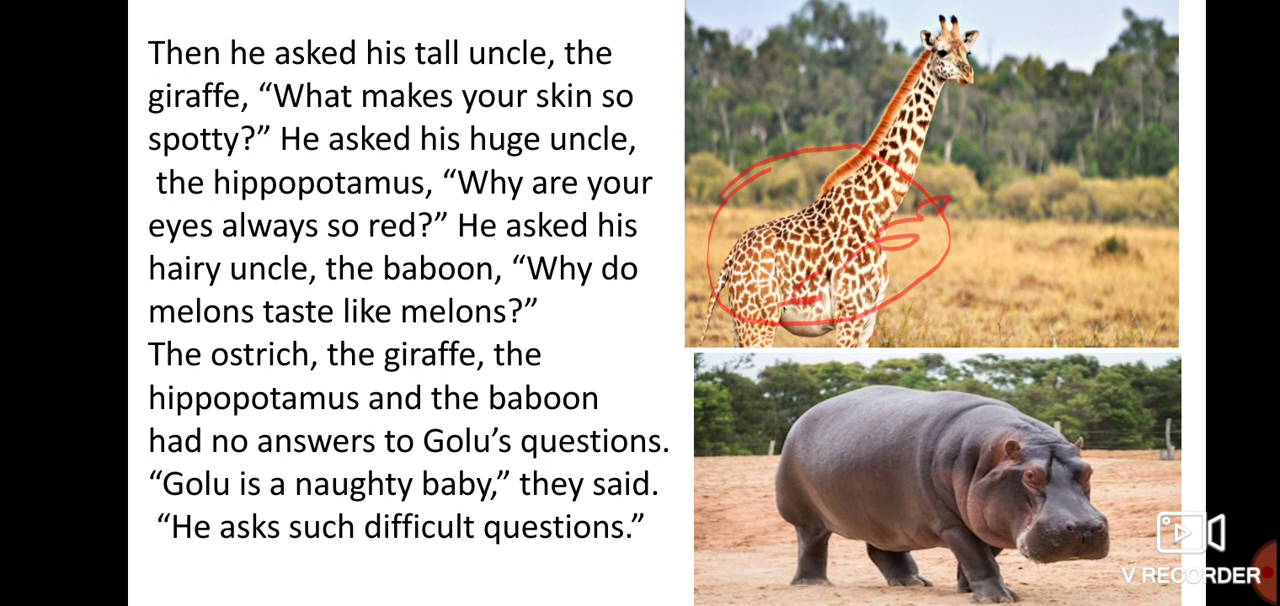 Then he asked his tall uncle, the
giraffe, “What makes your skin so
spotty?” He asked his huge uncle,
the hippopotamus, “Why are your
eyes always so red?” He asked his
hairy uncle, the baboon, “Why do
melons taste like melons?”
The ostrich, the giraffe, the
hippopotamus and the baboon
had no answers to Golu’s questions.
“Golu is a naughty baby,” they said.
“He asks such difficult questions.”
V RECORDER